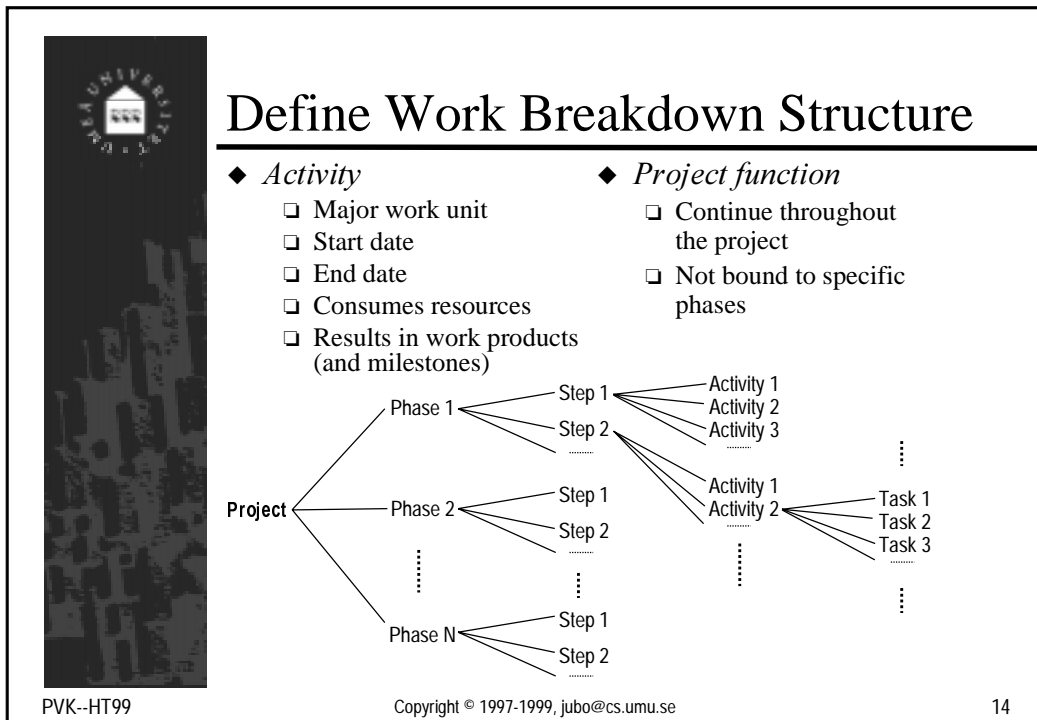 UMEÅ UNIVERSITET
Define Work Breakdown Structure
◆ Activity
❏ Major work unit
❏ Start date
❏ End date
❏ Consumes resources
❏ Results in work products
(and milestones)
◆ Project function
❏ Continue throughout
the project
❏ Not bound to specific
phases
Project
Phase 1
Phase 2
Phase N
Step 1
Step 2
Step 1
Step 2
Step 1
Step 2
Activity 1
Activity 2
Activity 3
Activity 1
Activity 2
Task 1
Task 2
Task 3
PVK--HT99
Copyright © 1997-1999, jubo@cs.umu.se
14